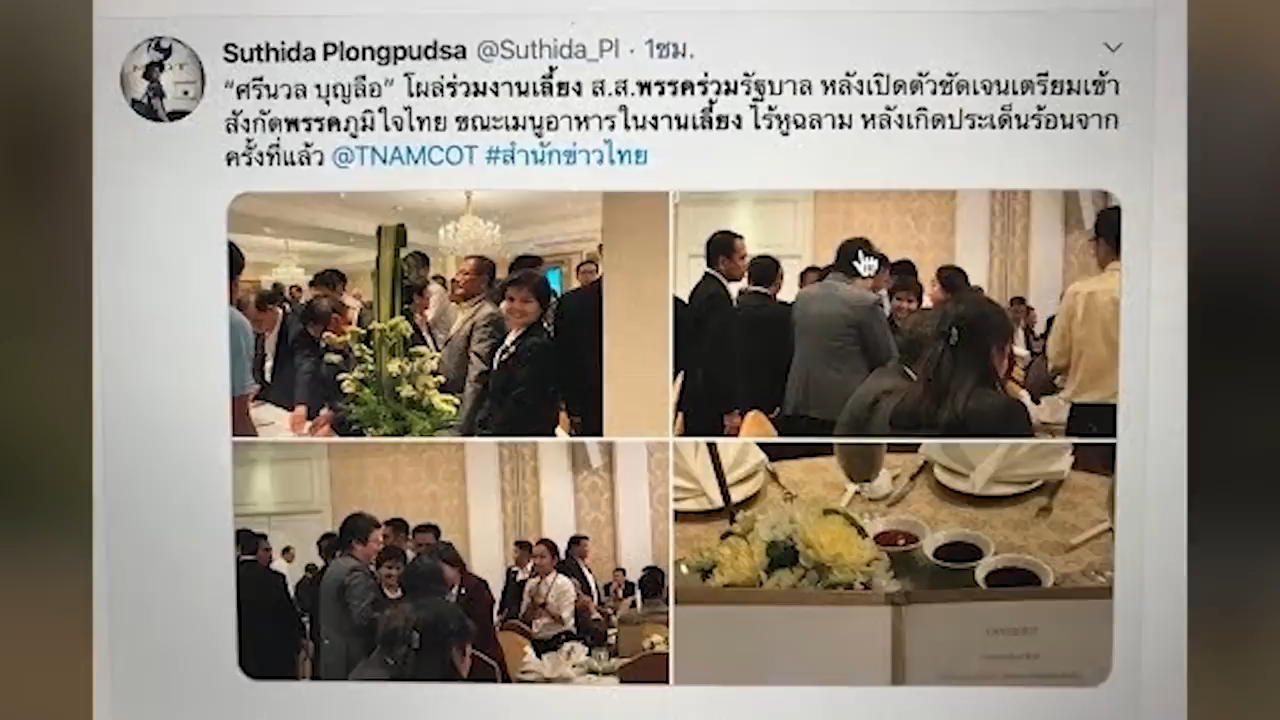 Suthida Plongpudsa @Suthida_Pl · 1ชม.
“ศรีนวล บุญลือ” โผล่ร่วมงานเลี้ยง ส.ส.พรรคร่วมรัฐบาล หลังเปิดตัวชัดเจนเตรียมเข้า
สังกัดพรรคภูมิใจไทย ขณะเมนูอาหารในงานเลี้ยง ไร้หูฉลาม หลังเกิดประเด็นร้อนจาก
ครั้งที่แล้ว @TNAMCOT #สำนักข่าวไทย